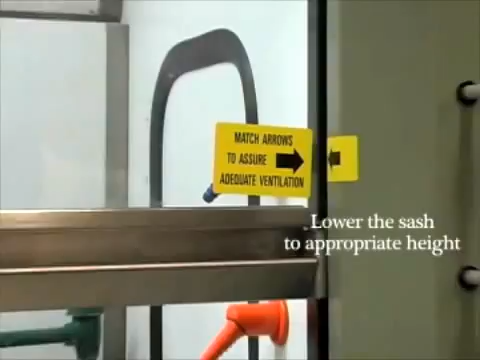 MATCH ARROWS
TO ASSURE
ADEQUATE VENTILATION
Lower the sash
to appropriate height